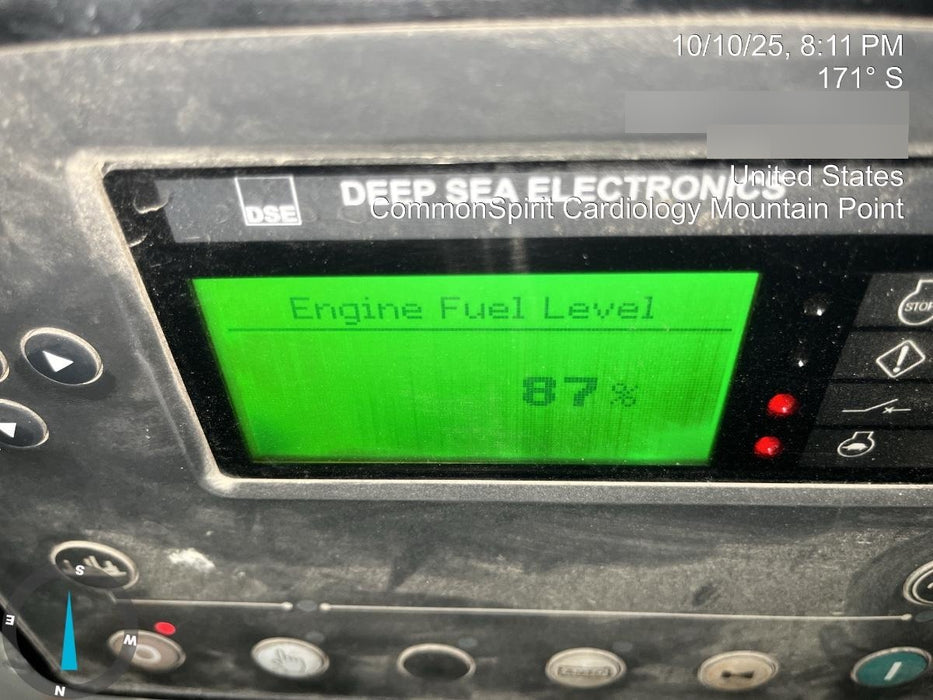 10/10/25, 8:11 PM
171° S
United States
CommonSpirit Cardiology Mountain Point
DSE
DEEP SEA ELECTRONICS
Engine Fuel Level
87%
STOP
S
E
W
N